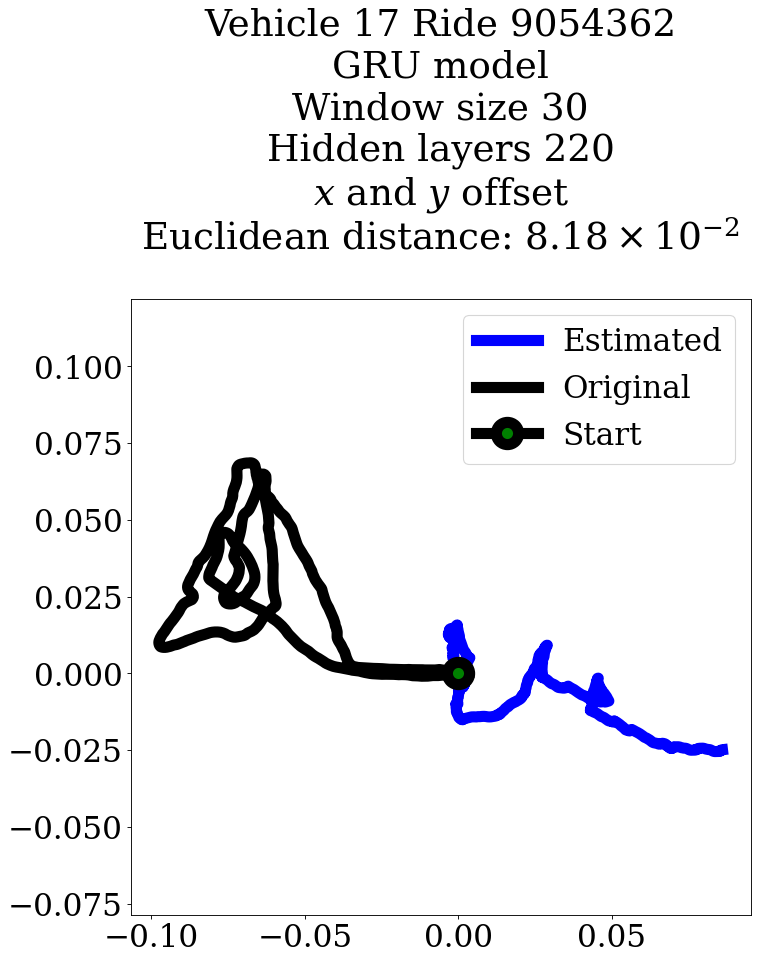 Vehicle 17 Ride 9054362
GRU model
Window size 30
Hidden layers 220
x and y offset
Euclidean distance: 8.18 × 10⁻²
Estimated
Original
Start
0.100
0.075
0.050
0.025
0.000
−0.025
−0.050
−0.075
−0.10 −0.05 0.00 0.05